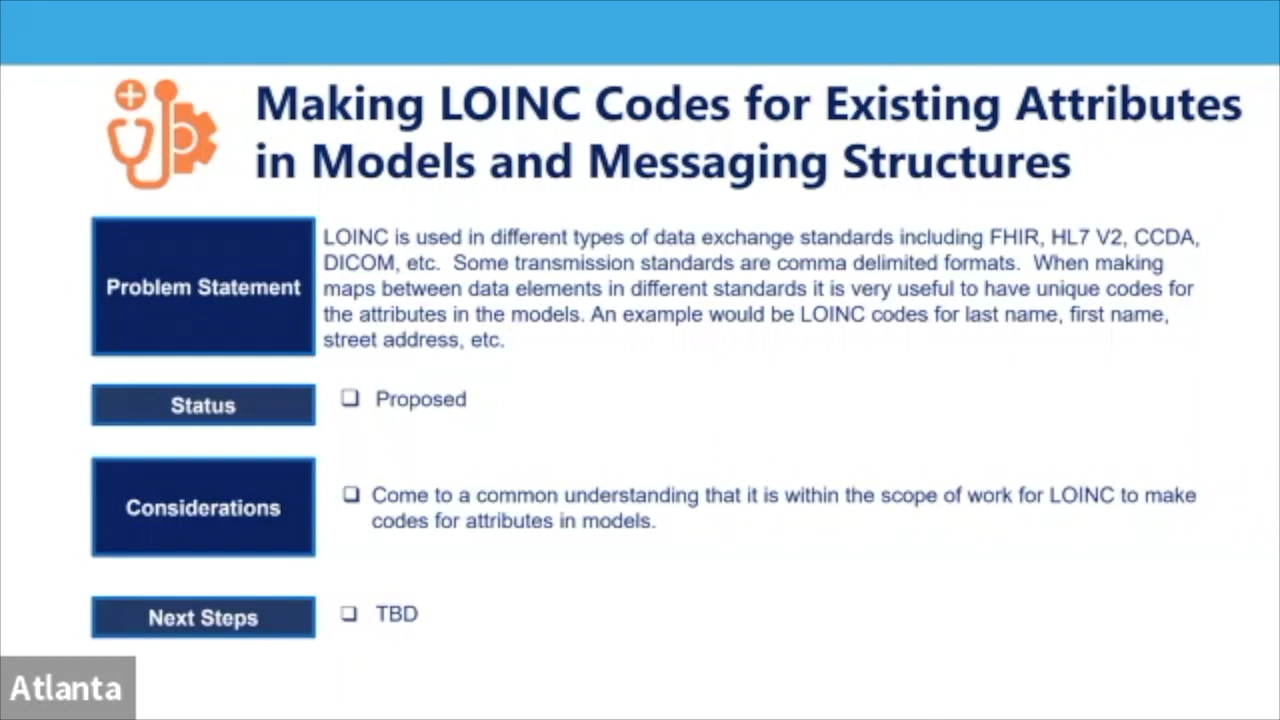 Making LOINC Codes for Existing Attributes
in Models and Messaging Structures
Problem Statement
LOINC is used in different types of data exchange standards including FHIR, HL7 V2, CCDA,
DICOM, etc.  Some transmission standards are comma delimited formats.  When making
maps between data elements in different standards it is very useful to have unique codes for
the attributes in the models. An example would be LOINC codes for last name, first name,
street address, etc.
Status
❑ Proposed
Considerations
❑ Come to a common understanding that it is within the scope of work for LOINC to make
codes for attributes in models.
Next Steps
❑ TBD
Atlanta